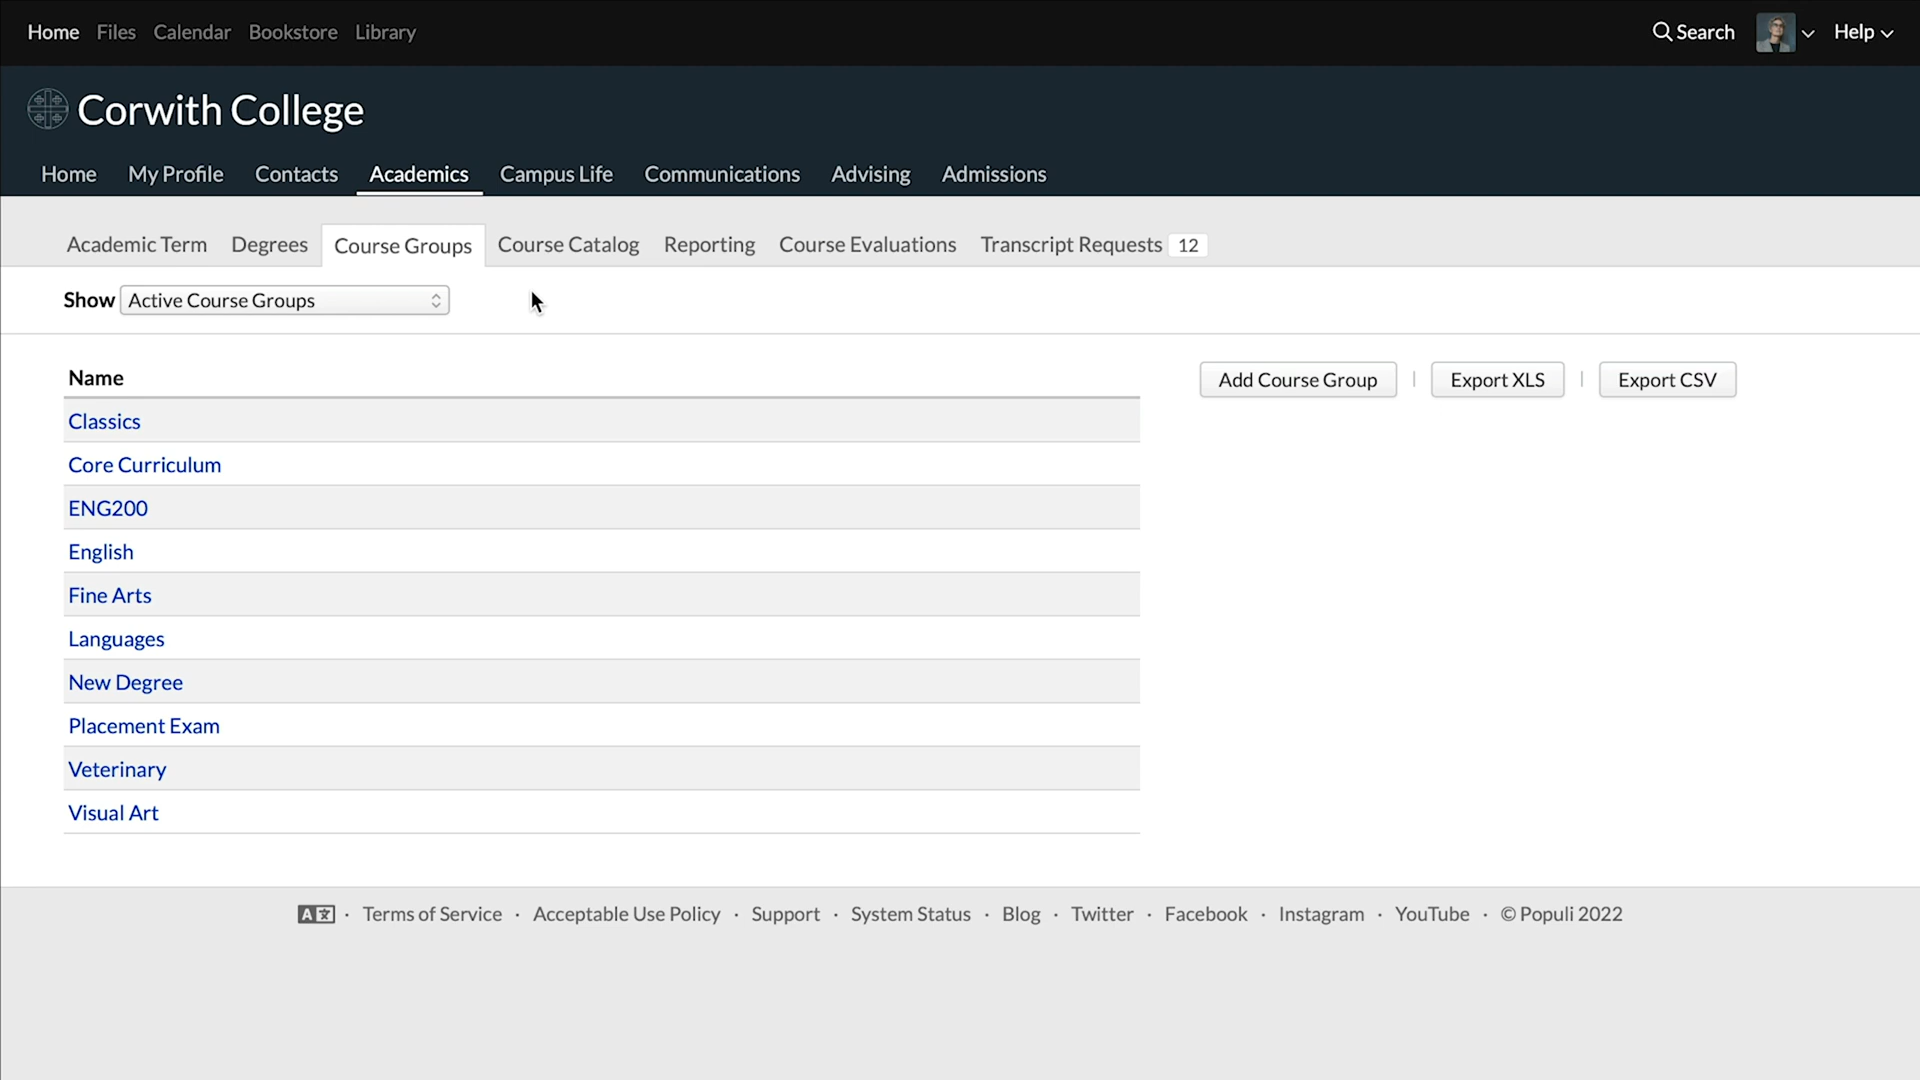 Home Files Calendar Bookstore Library Search Help
Corwith College
Home My Profile Contacts Academics Campus Life Communications Advising Admissions
Academic Term Degrees Course Groups Course Catalog Reporting Course Evaluations Transcript Requests 12
Show Active Course Groups
Name
Add Course Group | Export XLS | Export CSV
Classics
Core Curriculum
ENG200
English
Fine Arts
Languages
New Degree
Placement Exam
Veterinary
Visual Art
A文 · Terms of Service · Acceptable Use Policy · Support · System Status · Blog · Twitter · Facebook · Instagram · YouTube · © Populi 2022